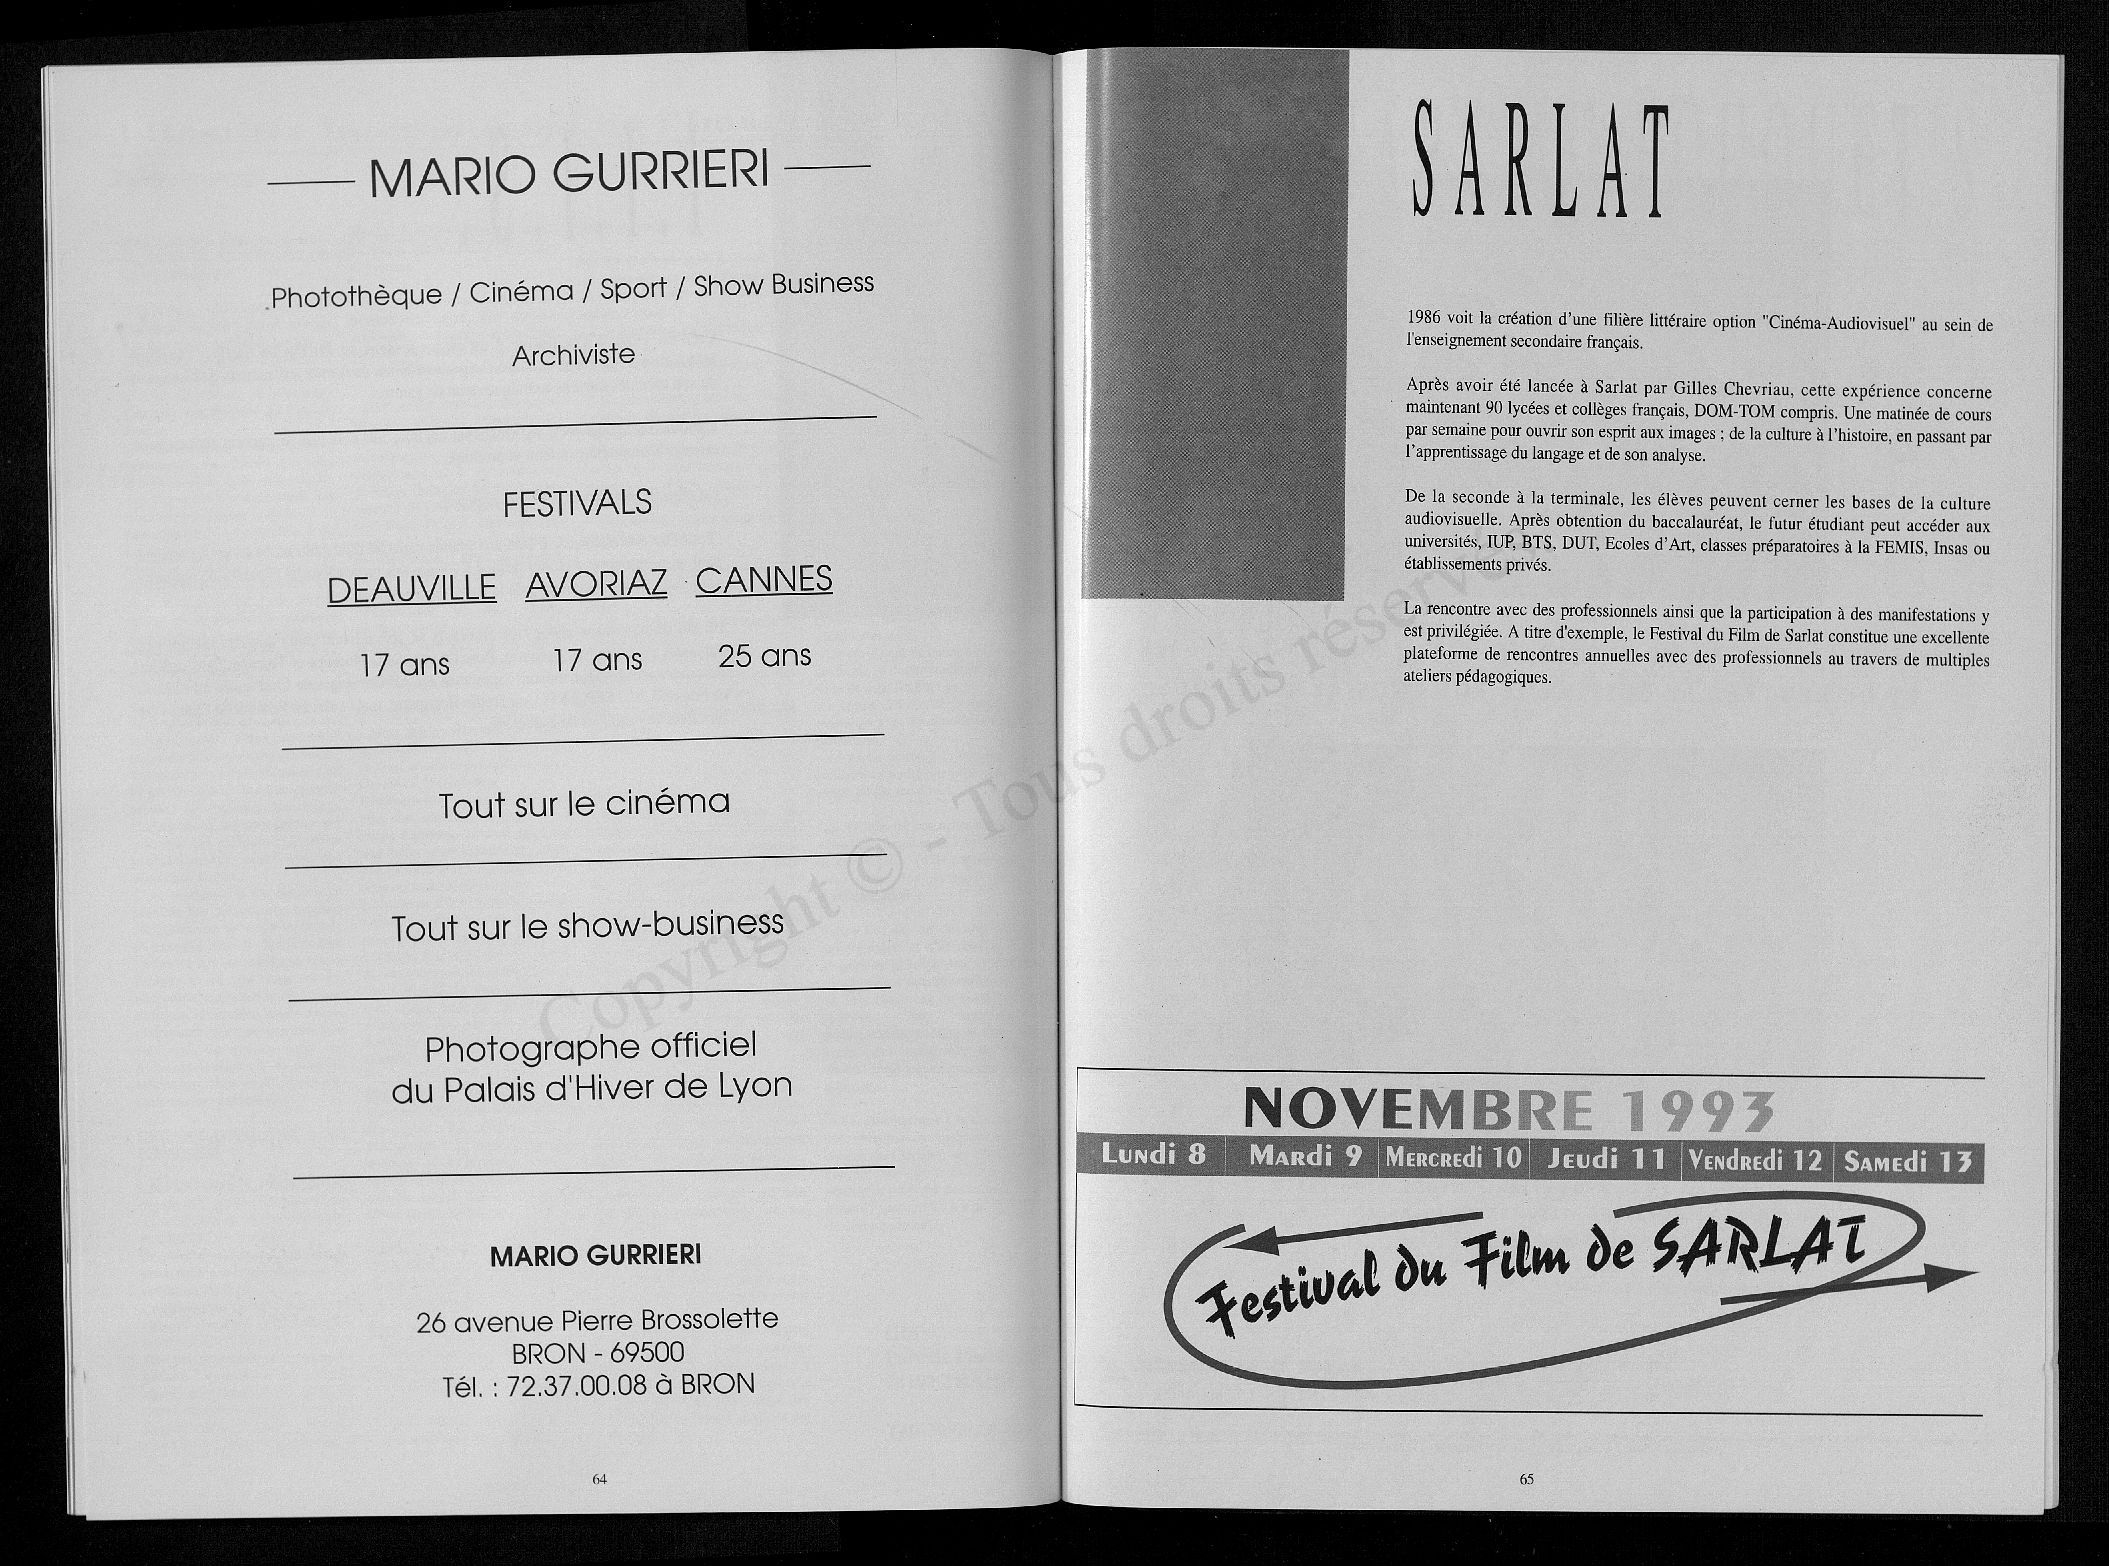 MARIO GURRIERI
Photothèque / Cinéma / Sport / Show Business
Archiviste
FESTIVALS
DEAUVILLE AVORIAZ CANNES
17 ans 17 ans 25 ans
Tout sur le cinéma
Tout sur le show-business
Photographe officiel
du Palais d'Hiver de Lyon
MARIO GURRIERI
26 avenue Pierre Brossolette
BRON - 69500
Tél. : 72.37.00.08 à BRON
64
SARLAT
1986 voit la création d'une filière littéraire option "Cinéma-Audiovisuel" au sein de
l'enseignement secondaire français.
Après avoir été lancée à Sarlat par Gilles Chevriau, cette expérience concerne
maintenant 90 lycées et collèges français, DOM-TOM compris. Une matinée de cours
par semaine pour ouvrir son esprit aux images ; de la culture à l'histoire, en passant par
l'apprentissage du langage et de son analyse.
De la seconde à la terminale, les élèves peuvent cerner les bases de la culture
audiovisuelle. Après obtention du baccalauréat, le futur étudiant peut accéder aux
universités, IUP, BTS, DUT, Ecoles d'Art, classes préparatoires à la FEMIS, Insas ou
établissements privés.
La rencontre avec des professionnels ainsi que la participation à des manifestations y
est privilégiée. A titre d'exemple, le Festival du Film de Sarlat constitue une excellente
plateforme de rencontres annuelles avec des professionnels au travers de multiples
ateliers pédagogiques.
NOVEMBRE 1993
Lundi 8 Mardi 9 Mercredi 10 Jeudi 11 Vendredi 12 Samedi 13
Festival du Film de SARLAT
65
Copyright © - Tous droits réservés